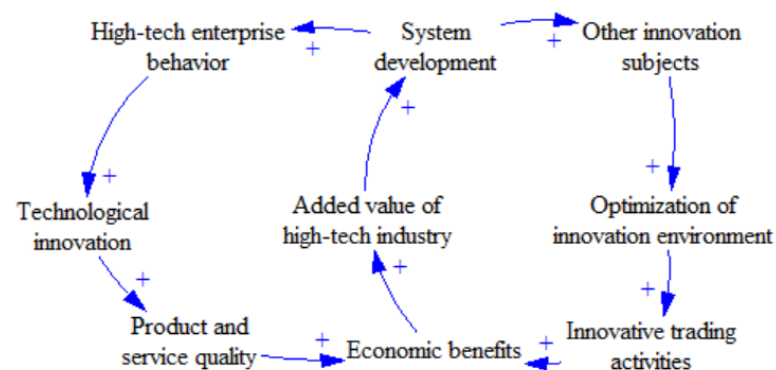 High-tech enterprise
behavior
+
System
development
+
+
Other innovation
subjects
+
+
Technological
innovation
Added value of
high-tech industry
Optimization of
innovation environment
+
+
+
Product and
service quality
+
Economic benefits
+
Innovative trading
activities